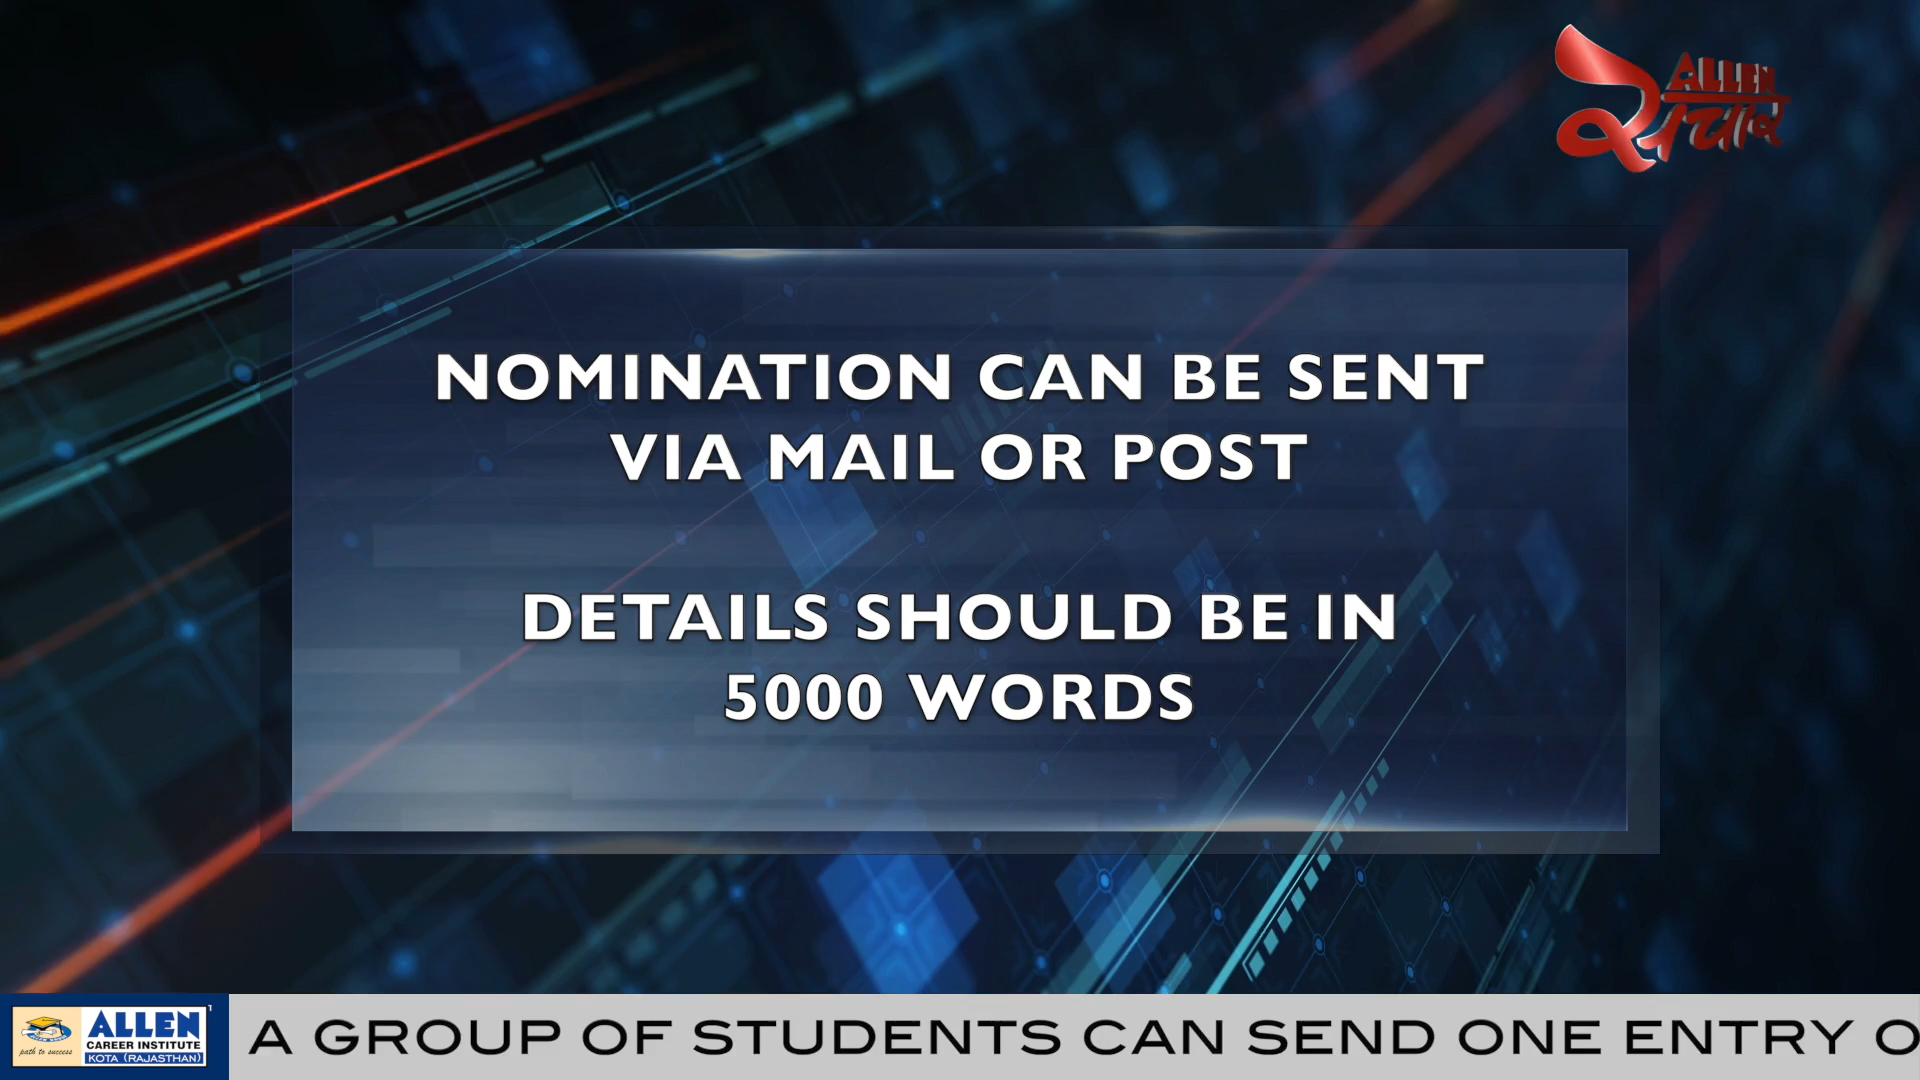 ALLEN
संचार
NOMINATION CAN BE SENT
VIA MAIL OR POST
DETAILS SHOULD BE IN
5000 WORDS
ALLEN
CAREER INSTITUTE
KOTA (RAJASTHAN)
path to success
A GROUP OF STUDENTS CAN SEND ONE ENTRY O